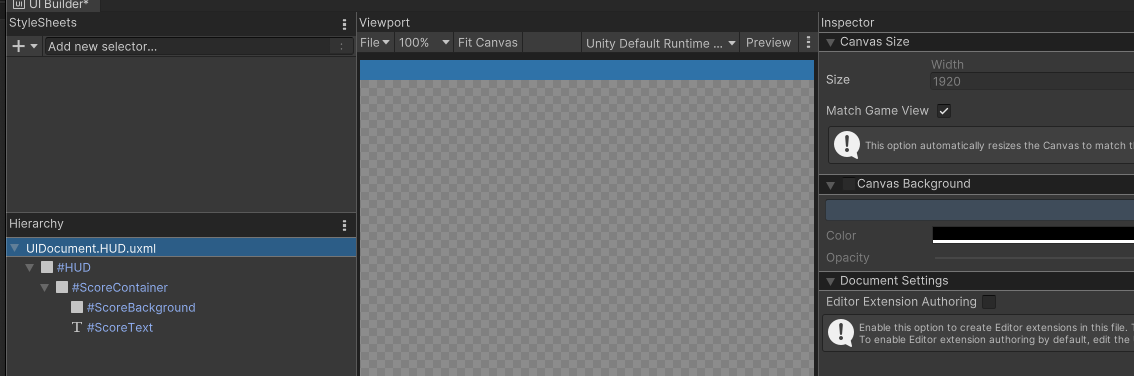 UI Builder*
StyleSheets
Add new selector...
Hierarchy
UIDocument.HUD.uxml
#HUD
#ScoreContainer
#ScoreBackground
T #ScoreText
Viewport
File 100% Fit Canvas Unity Default Runtime ... Preview
Inspector
Canvas Size
Width
Size 1920
Match Game View
This option automatically resizes the Canvas to match
Canvas Background
Color
Opacity
Document Settings
Editor Extension Authoring
Enable this option to create Editor extensions in this file.
To enable Editor extension authoring by default, edit the